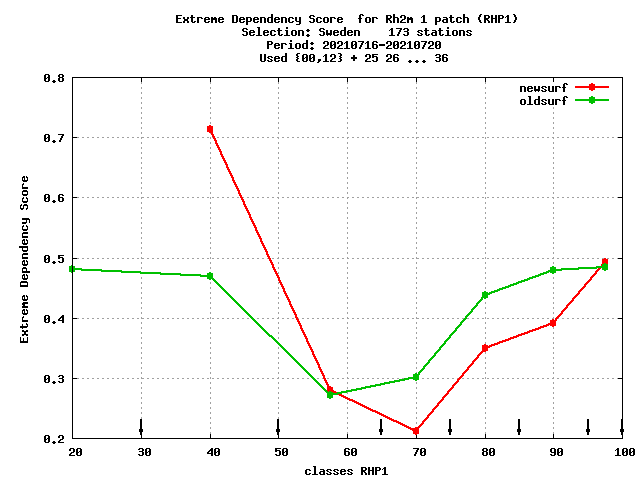 Extreme Dependency Score  for Rh2m 1 patch (RHP1)
Selection: Sweden    173 stations
Period: 20210716-20210720
Used {00,12} + 25 26 ... 36
newsurf
oldsurf
0.8
0.7
0.6
0.5
0.4
0.3
0.2
Extreme Dependency Score
20 30 40 50 60 70 80 90 100
classes RHP1